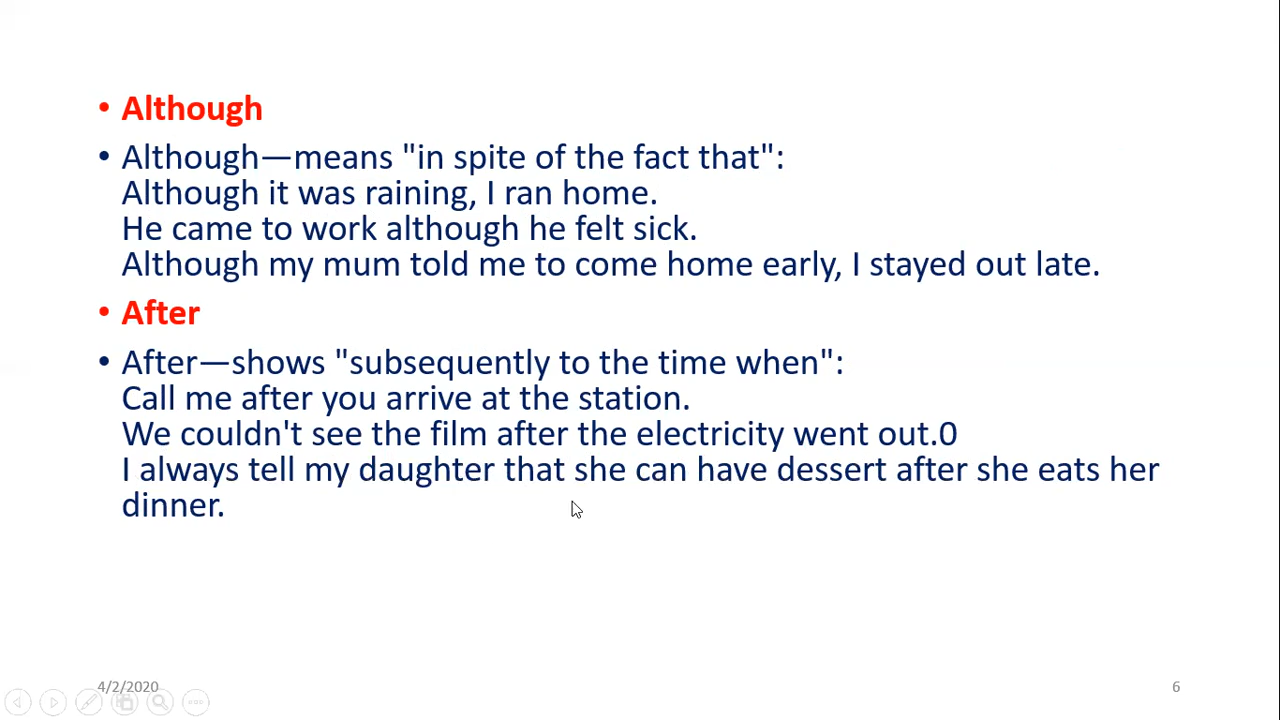 • Although
• Although—means "in spite of the fact that":
Although it was raining, I ran home.
He came to work although he felt sick.
Although my mum told me to come home early, I stayed out late.
• After
• After—shows "subsequently to the time when":
Call me after you arrive at the station.
We couldn't see the film after the electricity went out.0
I always tell my daughter that she can have dessert after she eats her
dinner.
4/2/2020
6